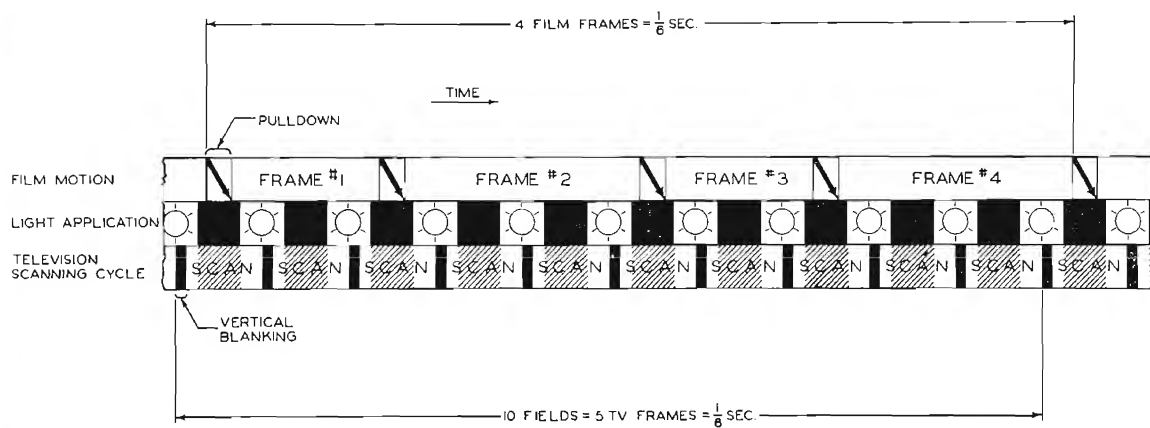 4 FILM FRAMES = 1/6 SEC.
TIME
PULLDOWN
FILM MOTION FRAME #1 FRAME #2 FRAME #3 FRAME #4
LIGHT APPLICATION
TELEVISION
SCANNING CYCLE
SCAN SCAN SCAN SCAN SCAN SCAN SCAN SCAN SCAN SCAN SCAN
VERTICAL
BLANKING
10 FIELDS = 5 TV FRAMES = 1/6 SEC.